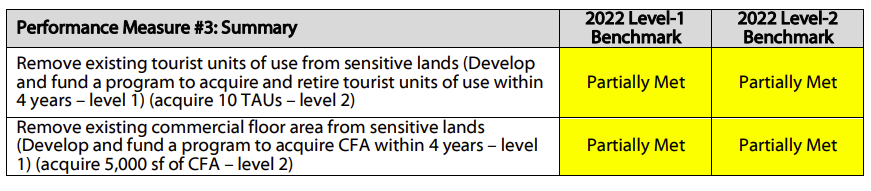 Performance Measure #3: Summary
2022 Level-1
Benchmark
2022 Level-2
Benchmark
Remove existing tourist units of use from sensitive lands (Develop
and fund a program to acquire and retire tourist units of use within
4 years – level 1) (acquire 10 TAUs – level 2)
Partially Met
Partially Met
Remove existing commercial floor area from sensitive lands
(Develop and fund a program to acquire CFA within 4 years – level
1) (acquire 5,000 sf of CFA – level 2)
Partially Met
Partially Met